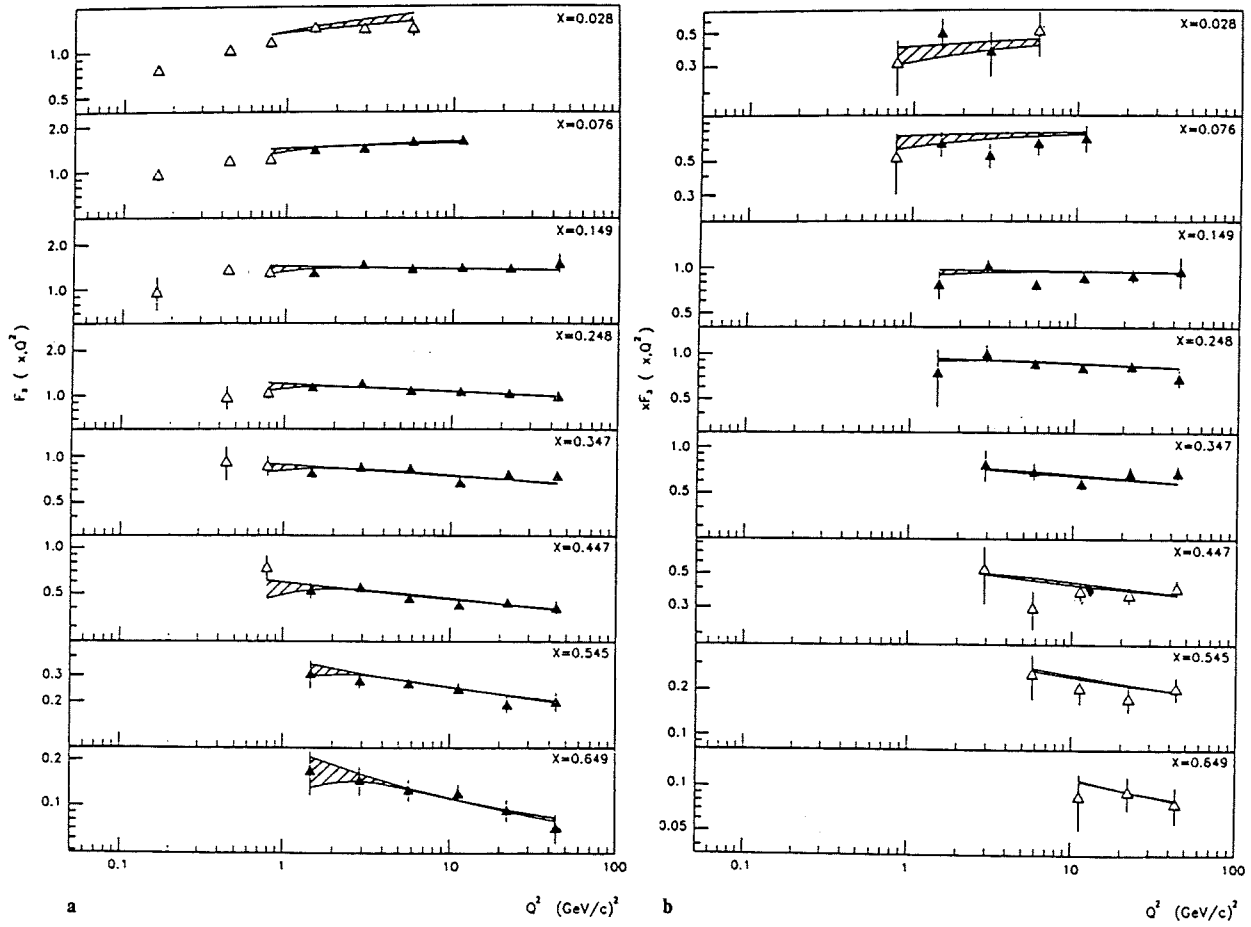 X=0.028
1.0
0.5
X=0.076
2.0
1.0
X=0.149
2.0
1.0
X=0.248
2.0
1.0
X=0.347
1.0
0.5
X=0.447
1.0
0.5
X=0.545
0.3
0.2
X=0.649
0.2
0.1
F₃ ( x,Q²)
0.1 1 10 100
a
Q² (GeV/c)²
X=0.028
0.5
0.3
X=0.076
0.5
0.3
X=0.149
1.0
0.5
X=0.248
1.0
0.5
X=0.347
1.0
0.5
X=0.447
0.5
0.3
X=0.545
0.2
0.1
X=0.649
0.1
0.05
xF₃ ( x,Q²)
0.1 1 10 100
b
Q² (GeV/c)²